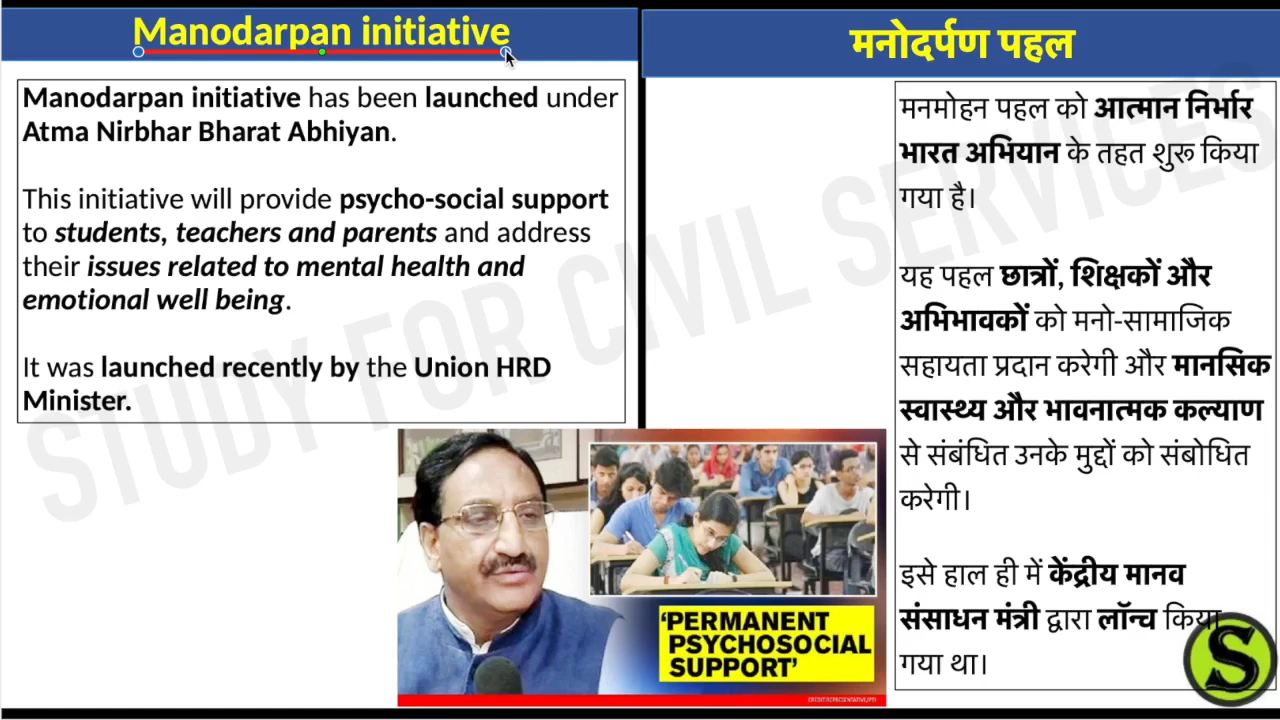 Manodarpan initiative
Manodarpan initiative has been launched under
Atma Nirbhar Bharat Abhiyan.
This initiative will provide psycho-social support
to students, teachers and parents and address
their issues related to mental health and
emotional well being.
It was launched recently by the Union HRD
Minister.
मनोदर्पण पहल
मनमोहन पहल को आत्मान निर्भार
भारत अभियान के तहत शुरू किया
गया है।
यह पहल छात्रों, शिक्षकों और
अभिभावकों को मनो-सामाजिक
सहायता प्रदान करेगी और मानसिक
स्वास्थ्य और भावनात्मक कल्याण
से संबंधित उनके मुद्दों को संबोधित
करेगी।
इसे हाल ही में केंद्रीय मानव
संसाधन मंत्री द्वारा लॉन्च किया
गया था।
‘PERMANENT
PSYCHOSOCIAL
SUPPORT’
CREDIT:REPRESENTATIVE/PTI
STUDY FOR CIVIL SERVICES
S